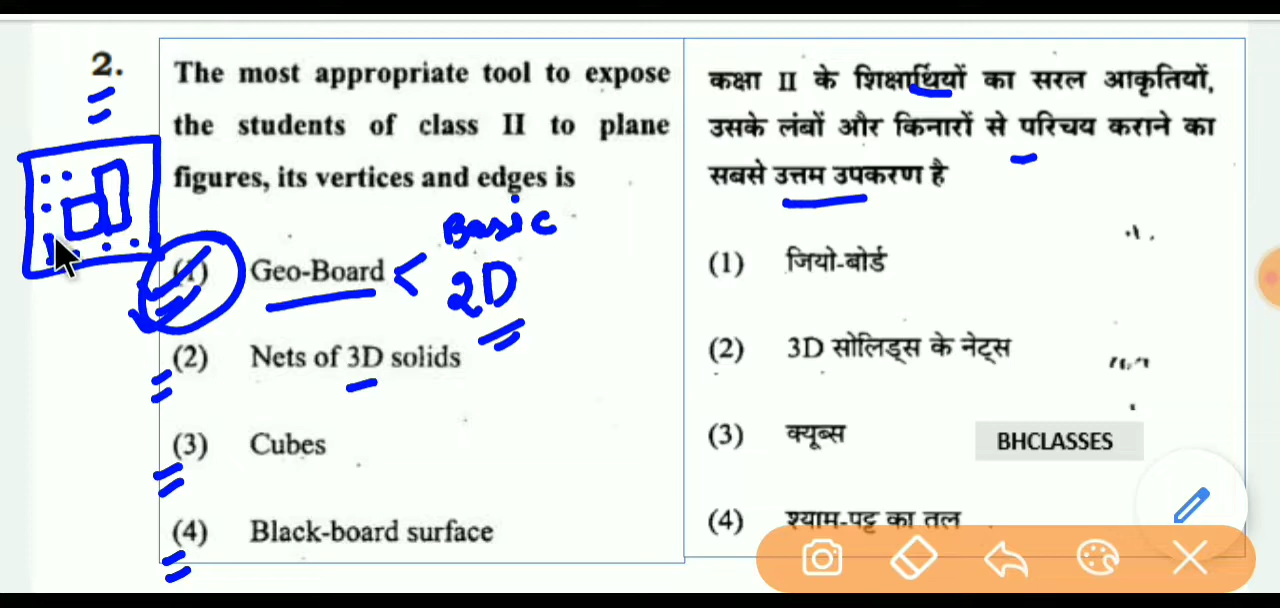 2.
The most appropriate tool to expose
the students of class II to plane
figures, its vertices and edges is
(1) Geo-Board
Basic
2D
(2) Nets of 3D solids
(3) Cubes
(4) Black-board surface
कक्षा II के शिक्षार्थियों का सरल आकृतियों,
उसके लंबों और किनारों से परिचय कराने का
सबसे उत्तम उपकरण है
(1) जियो-बोर्ड
(2) 3D सोलिड्स के नेट्स
(3) क्यूब्स
BHCLASSES
(4) श्याम-पट्ट का तल